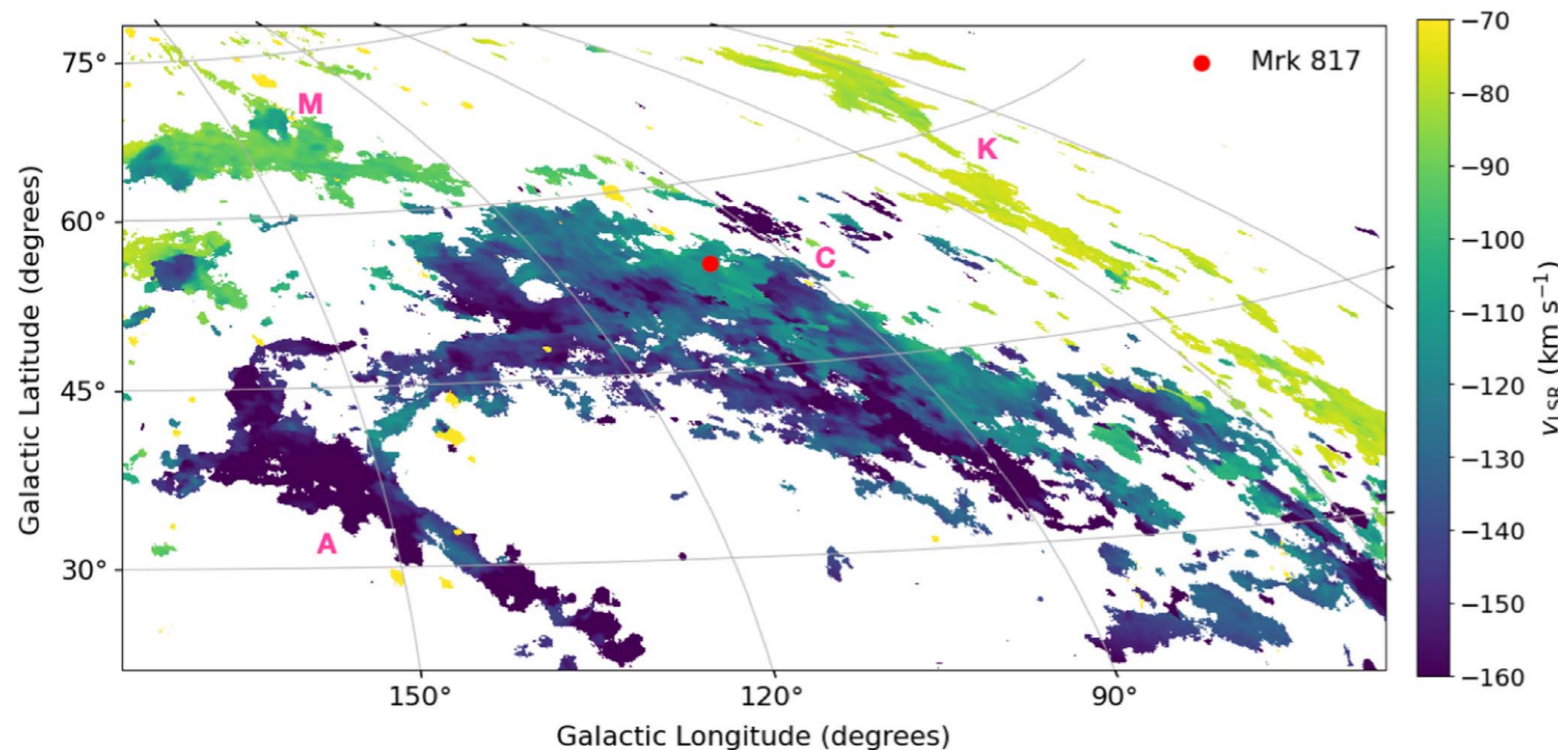 Mrk 817
M
K
C
A
75°
60°
45°
30°
Galactic Latitude (degrees)
150°
120°
90°
Galactic Longitude (degrees)
−70
−80
−90
−100
−110
−120
−130
−140
−150
−160
vLSR (km s−1)